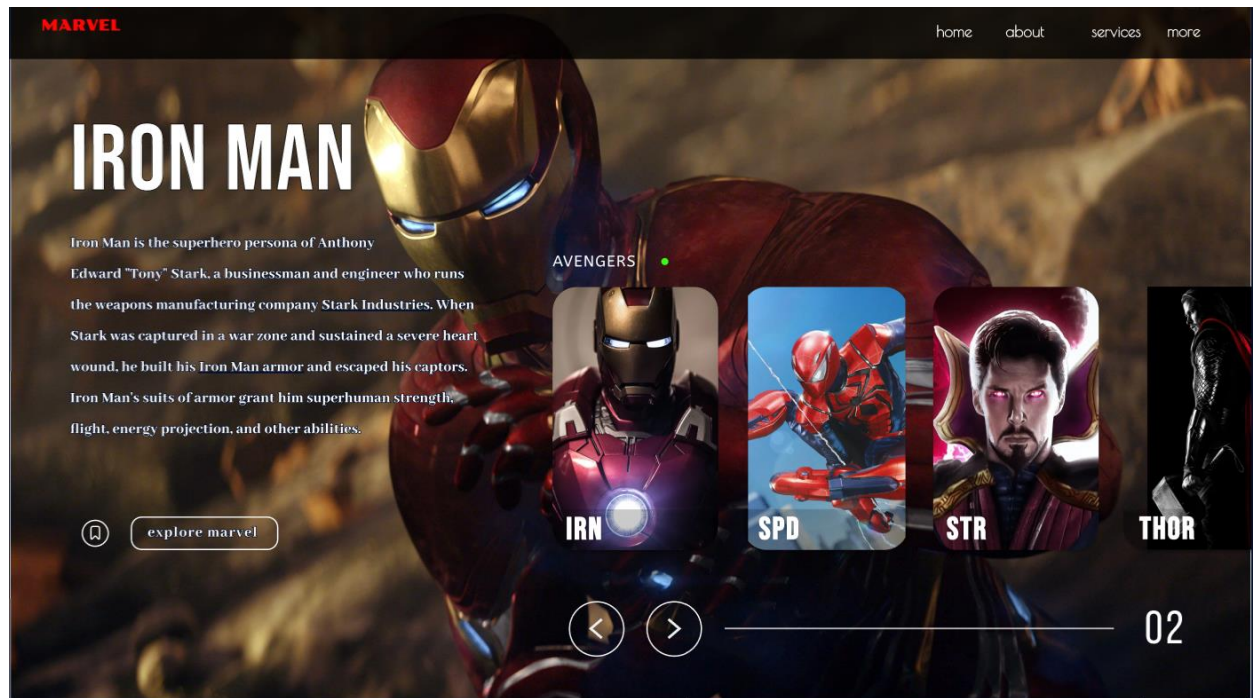 MARVEL
home about services more
IRON MAN
Iron Man is the superhero persona of Anthony
Edward "Tony" Stark, a businessman and engineer who runs
the weapons manufacturing company Stark Industries. When
Stark was captured in a war zone and sustained a severe heart
wound, he built his Iron Man armor and escaped his captors.
Iron Man's suits of armor grant him superhuman strength,
flight, energy projection, and other abilities.
explore marvel
AVENGERS
IRN SPD STR THOR
02